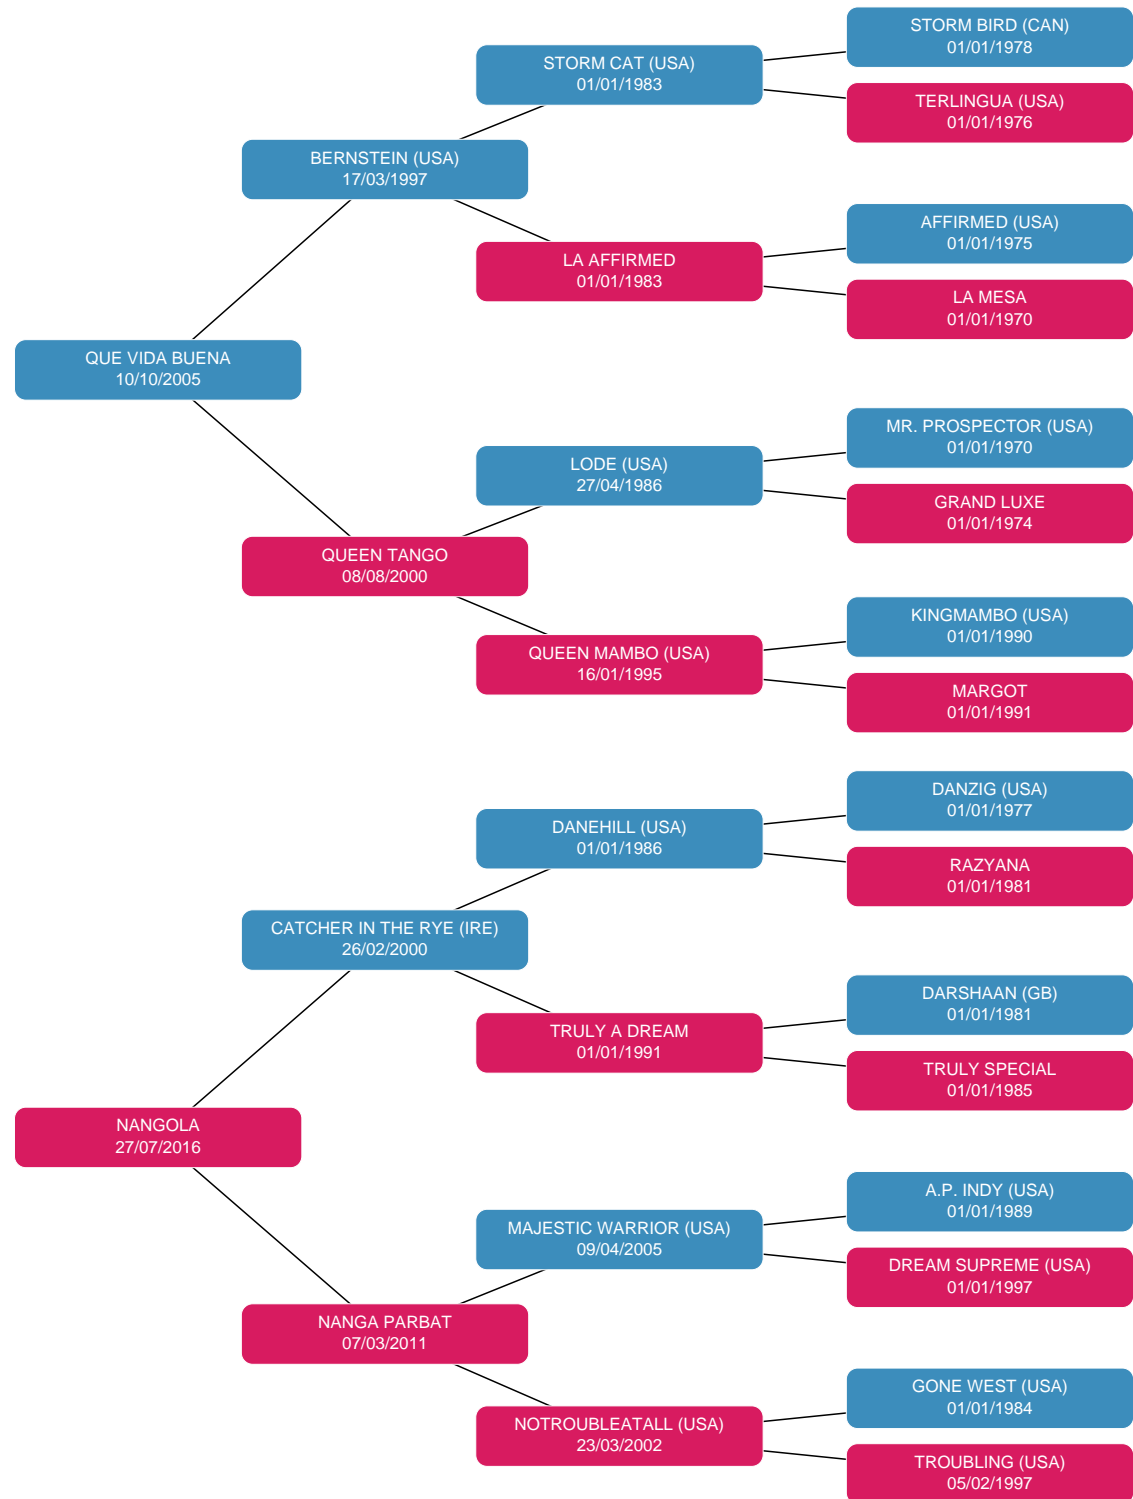 STORM BIRD (CAN)
01/01/1978
STORM CAT (USA)
01/01/1983
TERLINGUA (USA)
01/01/1976
BERNSTEIN (USA)
17/03/1997
AFFIRMED (USA)
01/01/1975
LA AFFIRMED
01/01/1983
LA MESA
01/01/1970
QUE VIDA BUENA
10/10/2005
MR. PROSPECTOR (USA)
01/01/1970
LODE (USA)
27/04/1986
GRAND LUXE
01/01/1974
QUEEN TANGO
08/08/2000
KINGMAMBO (USA)
01/01/1990
QUEEN MAMBO (USA)
16/01/1995
MARGOT
01/01/1991
DANZIG (USA)
01/01/1977
DANEHILL (USA)
01/01/1986
RAZYANA
01/01/1981
CATCHER IN THE RYE (IRE)
26/02/2000
DARSHAAN (GB)
01/01/1981
TRULY A DREAM
01/01/1991
TRULY SPECIAL
01/01/1985
NANGOLA
27/07/2016
A.P. INDY (USA)
01/01/1989
MAJESTIC WARRIOR (USA)
09/04/2005
DREAM SUPREME (USA)
01/01/1997
NANGA PARBAT
07/03/2011
GONE WEST (USA)
01/01/1984
NOTROUBLEATALL (USA)
23/03/2002
TROUBLING (USA)
05/02/1997